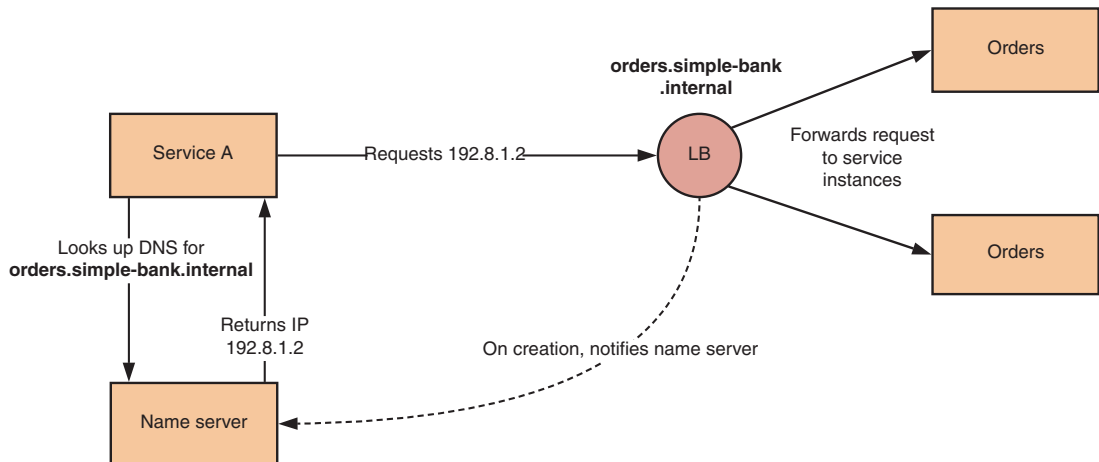 Orders
orders.simple-bank
.internal
Service A
Requests 192.8.1.2
LB
Forwards request
to service
instances
Looks up DNS for
orders.simple-bank.internal
Orders
Returns IP
192.8.1.2
On creation, notifies name server
Name server